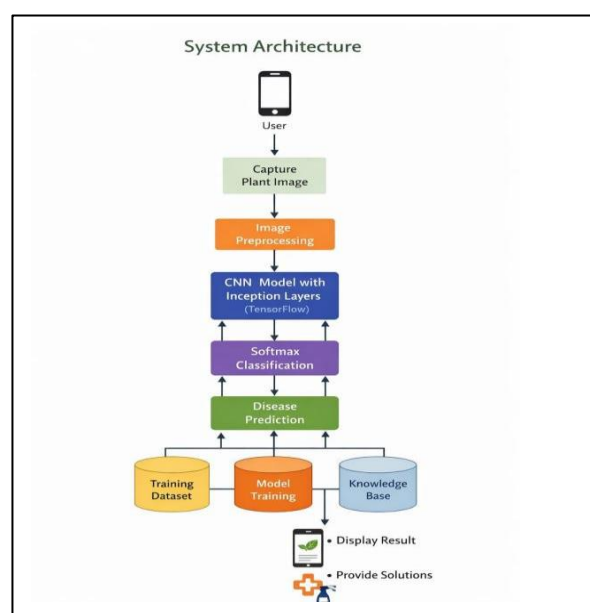 System Architecture
User
Capture
Plant Image
Image
Preprocessing
CNN Model with
Inception Layers
(TensorFlow)
Softmax
Classification
Disease
Prediction
Training
Dataset
Model
Training
Knowledge
Base
• Display Result
• Provide Solutions